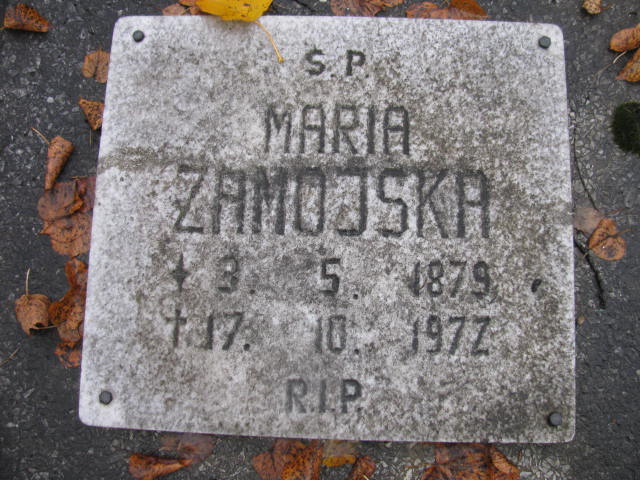 S.P.
MARIA
ZAMOJSKA
* 3. 5. 1879
† 17. 10. 1972
R.I.P.